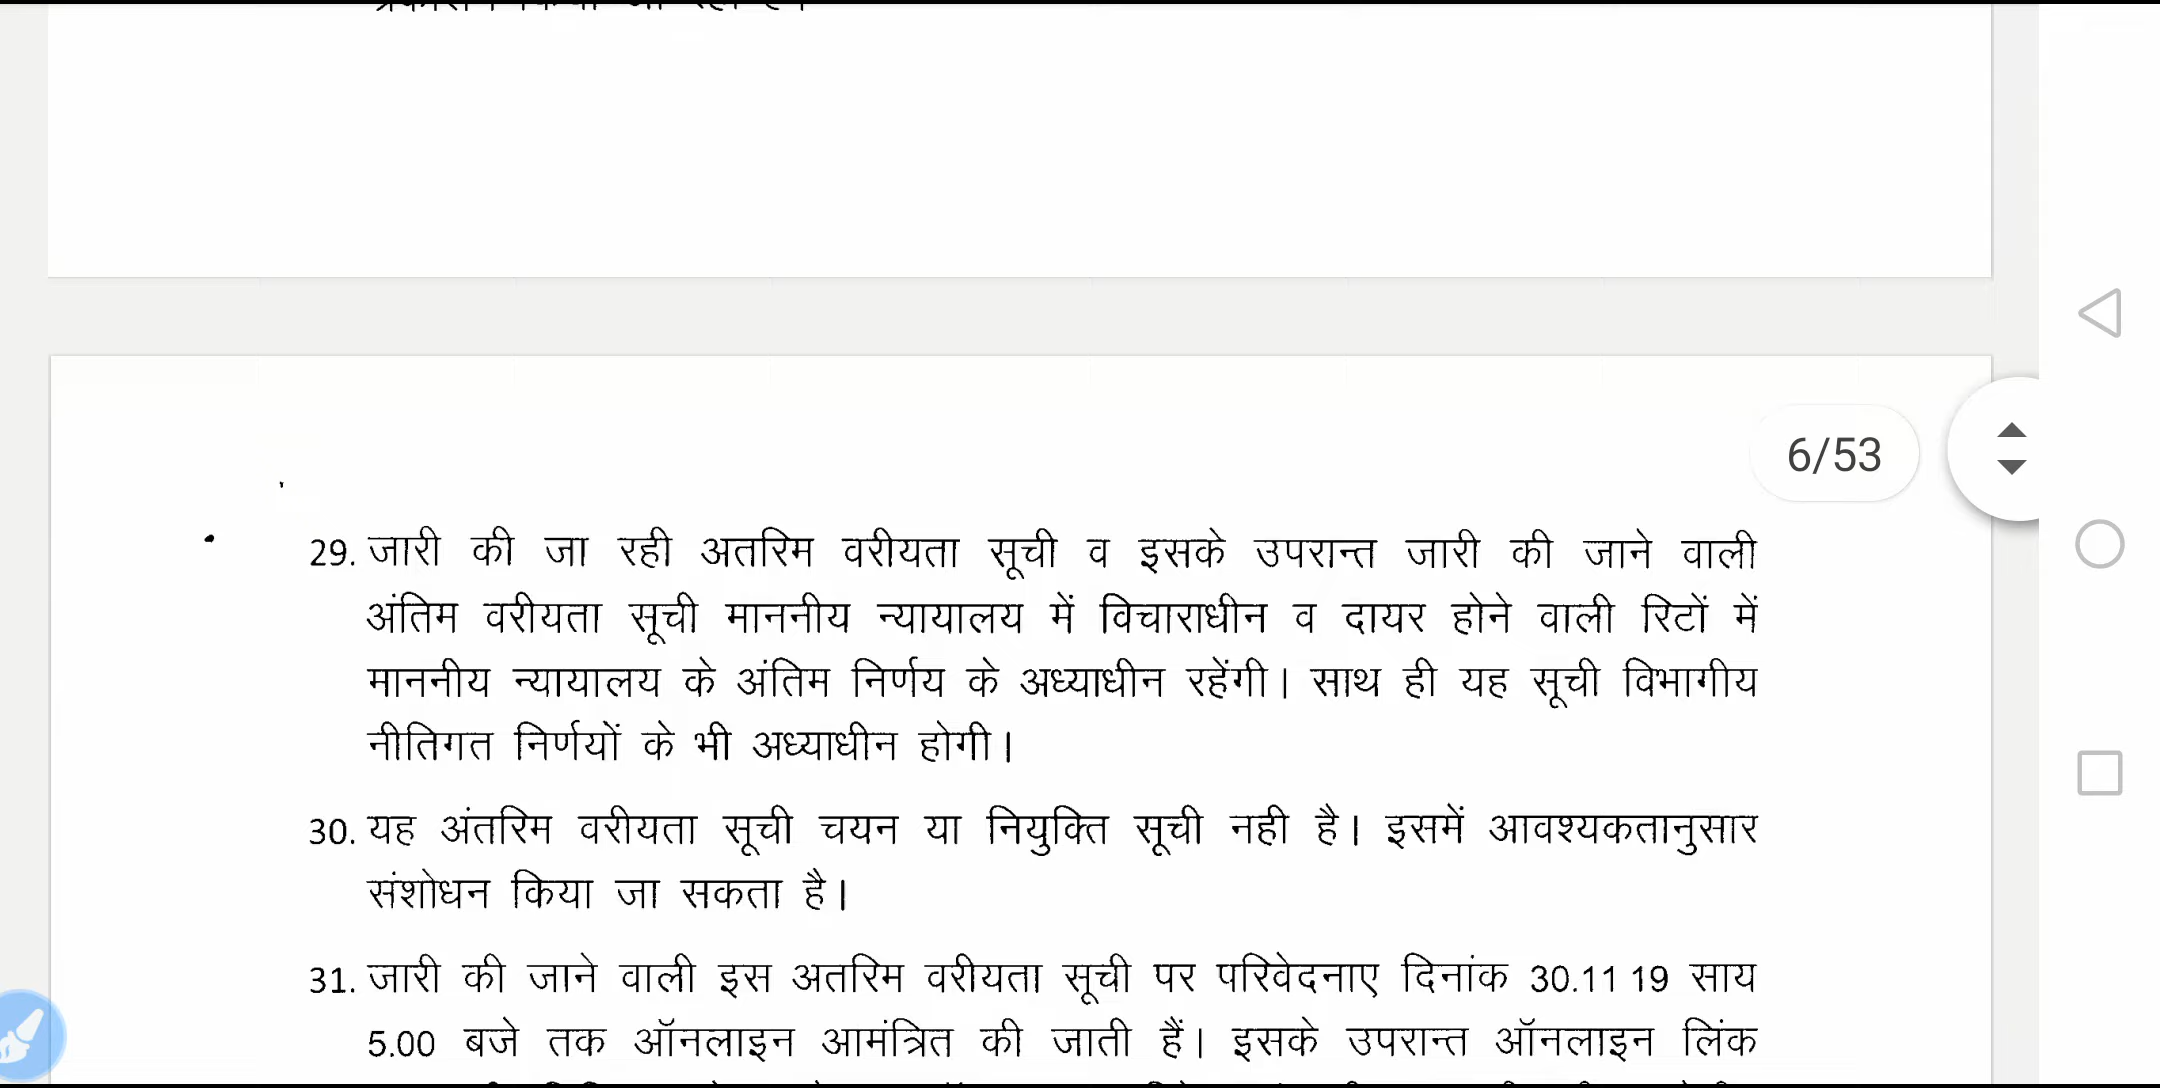 6/53
29. जारी की जा रही अतरिम वरीयता सूची व इसके उपरान्त जारी की जाने वाली
अंतिम वरीयता सूची माननीय न्यायालय में विचाराधीन व दायर होने वाली रिटों में
माननीय न्यायालय के अंतिम निर्णय के अध्याधीन रहेंगी। साथ ही यह सूची विभागीय
नीतिगत निर्णयों के भी अध्याधीन होगी।
30. यह अंतरिम वरीयता सूची चयन या नियुक्ति सूची नही है। इसमें आवश्यकतानुसार
संशोधन किया जा सकता है।
31. जारी की जाने वाली इस अतरिम वरीयता सूची पर परिवेदनाए दिनांक 30.11 19 साय
5.00 बजे तक ऑनलाइन आमंत्रित की जाती हैं। इसके उपरान्त ऑनलाइन लिंक